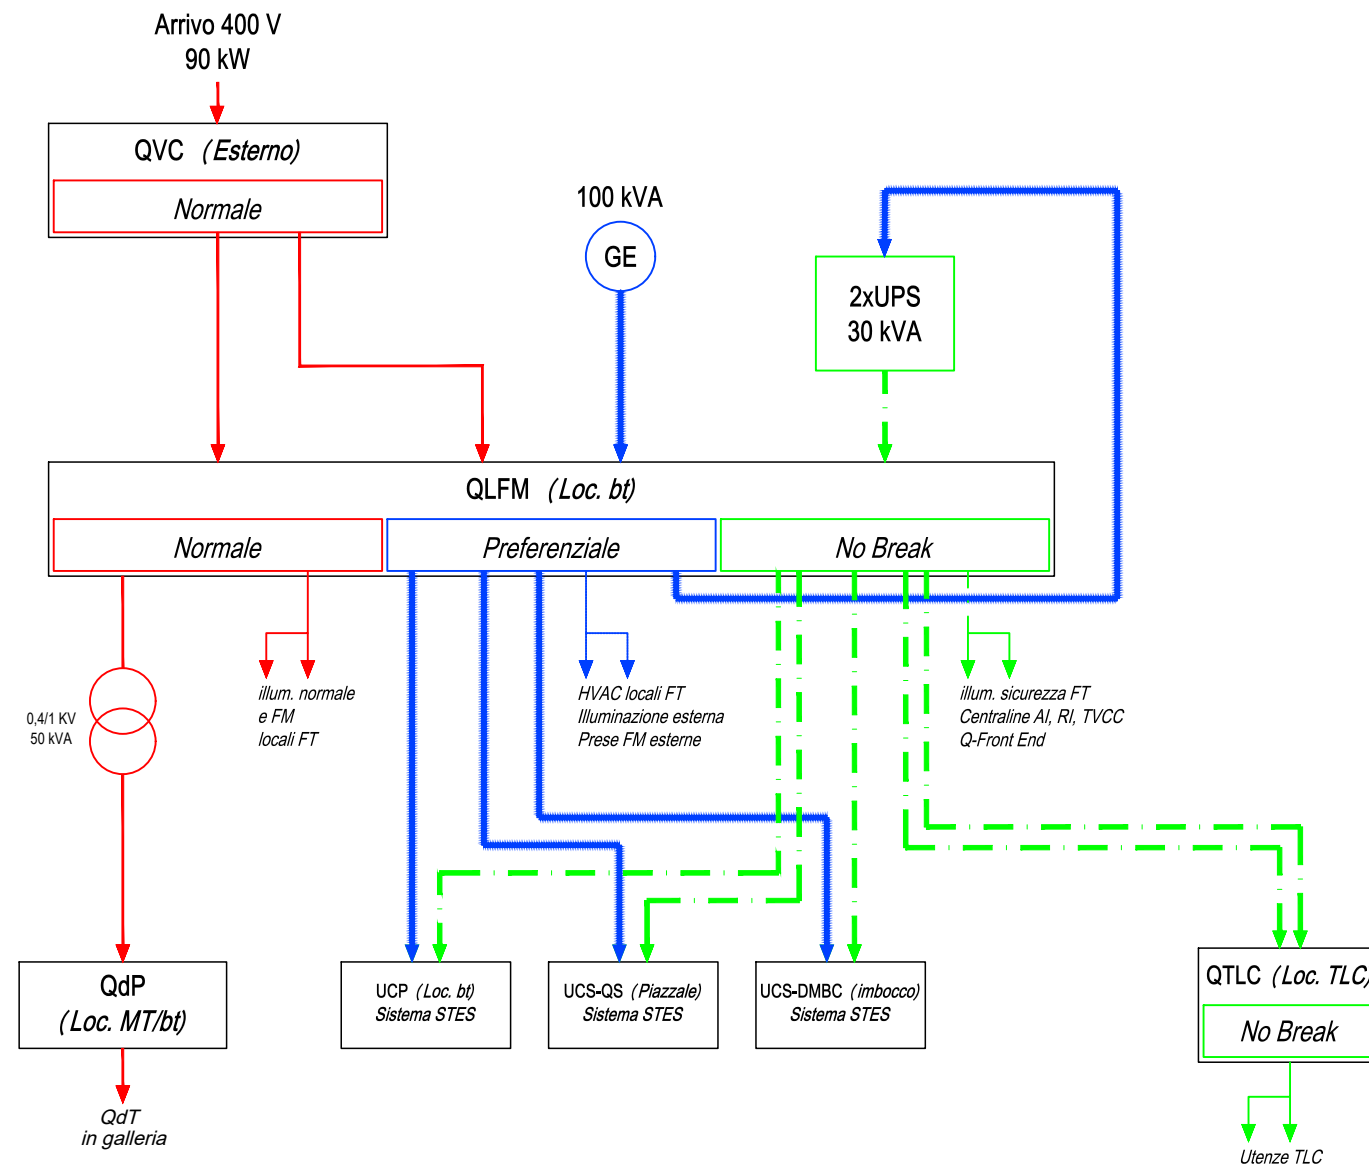 Arrivo 400 V
90 kW
QVC (Esterno)
Normale
100 kVA
GE
2xUPS
30 kVA
QLFM (Loc. bt)
Normale
Preferenziale
No Break
0,4/1 KV
50 kVA
illum. normale
e FM
locali FT
HVAC locali FT
Illuminazione esterna
Prese FM esterne
illum. sicurezza FT
Centraline AI, RI, TVCC
Q-Front End
QdP
(Loc. MT/bt)
UCP (Loc. bt)
Sistema STES
UCS-QS (Piazzale)
Sistema STES
UCS-DMBC (imbocco)
Sistema STES
QTLC (Loc. TLC)
No Break
QdT
in galleria
Utenze TLC